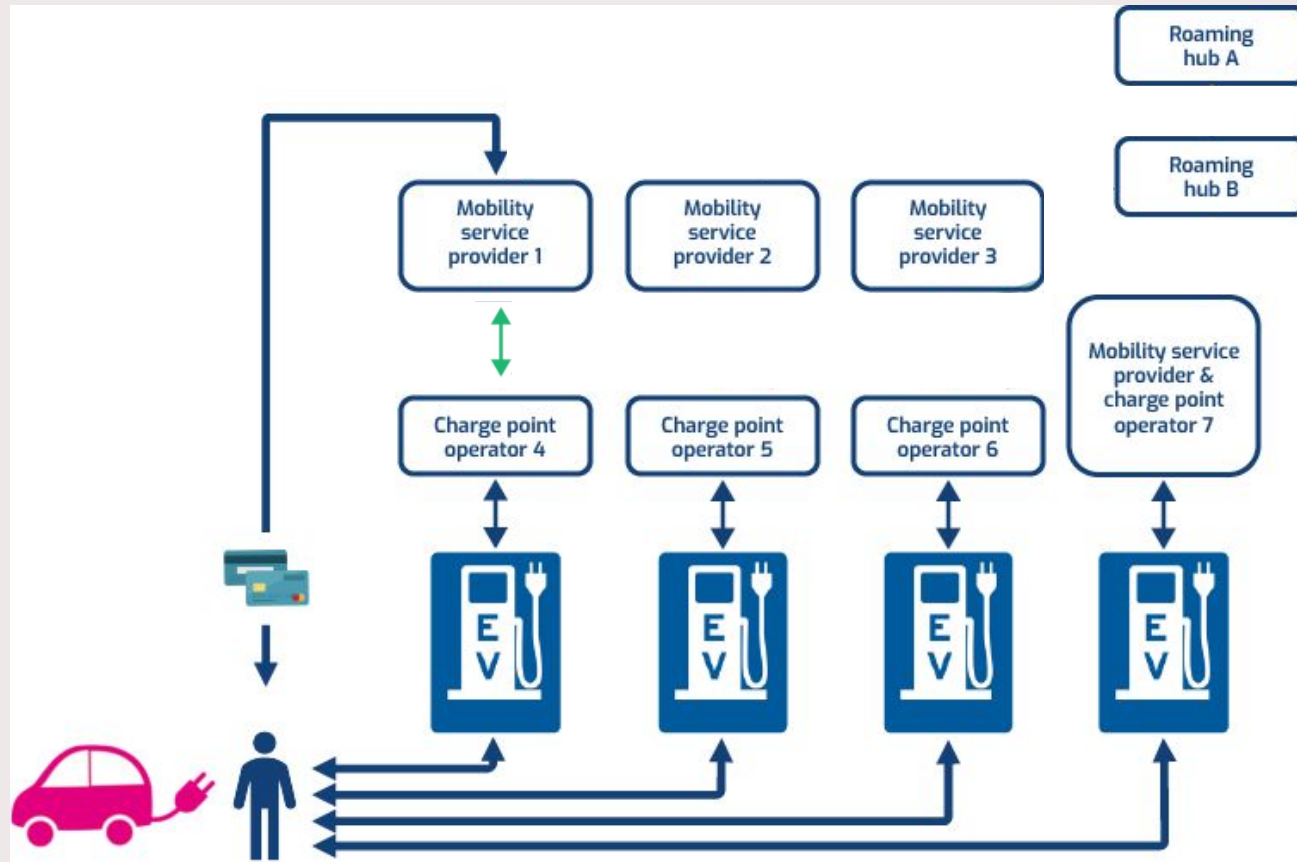 Roaming
hub A
Roaming
hub B
Mobility
service
provider 1
Mobility
service
provider 2
Mobility
service
provider 3
Mobility service
provider &
charge point
operator 7
Charge point
operator 4
Charge point
operator 5
Charge point
operator 6
E
V
E
V
E
V
E
V